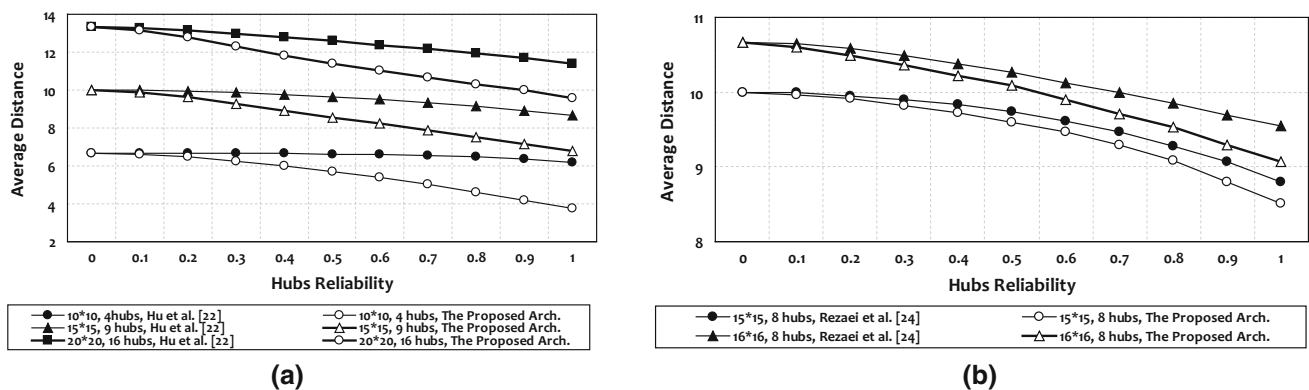 14
12
10
8
6
4
2
Average Distance
0 0.1 0.2 0.3 0.4 0.5 0.6 0.7 0.8 0.9 1
Hubs Reliability
10*10, 4hubs, Hu et al. [22] 10*10, 4 hubs, The Proposed Arch.
15*15, 9 hubs, Hu et al. [22] 15*15, 9 hubs, The Proposed Arch.
20*20, 16 hubs, Hu et al. [22] 20*20, 16 hubs, The Proposed Arch.
(a)
11
10
9
8
Average Distance
0 0.1 0.2 0.3 0.4 0.5 0.6 0.7 0.8 0.9 1
Hubs Reliability
15*15, 8 hubs, Rezaei et al. [24] 15*15, 8 hubs, The Proposed Arch.
16*16, 8 hubs, Rezaei et al. [24] 16*16, 8 hubs, The Proposed Arch.
(b)